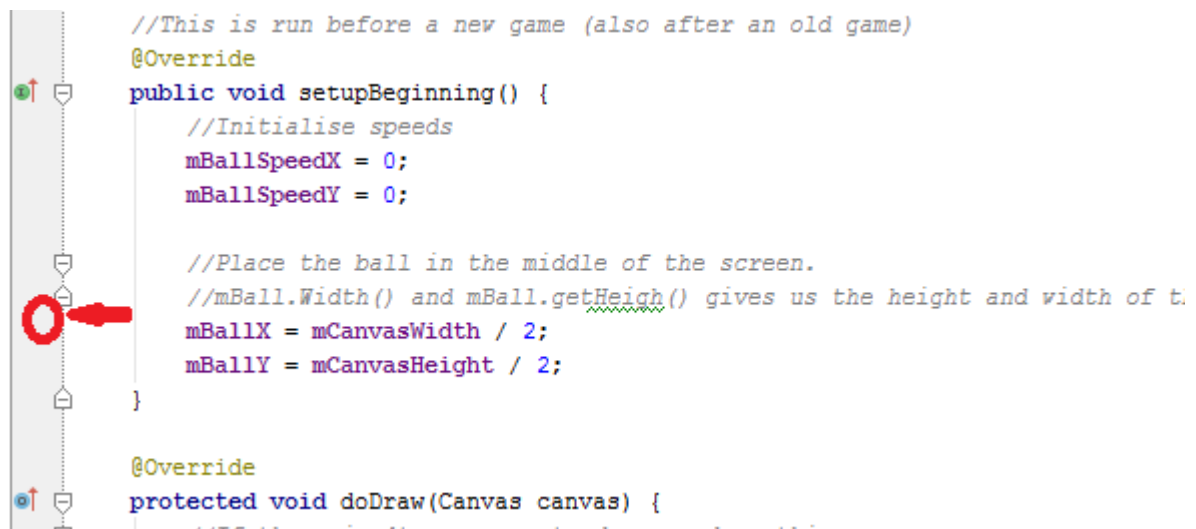 //This is run before a new game (also after an old game)
@Override
public void setupBeginning() {
//Initialise speeds
mBallSpeedX = 0;
mBallSpeedY = 0;
//Place the ball in the middle of the screen.
//mBall.Width() and mBall.getHeigh() gives us the height and width of
mBallX = mCanvasWidth / 2;
mBallY = mCanvasHeight / 2;
}
@Override
protected void doDraw(Canvas canvas) {